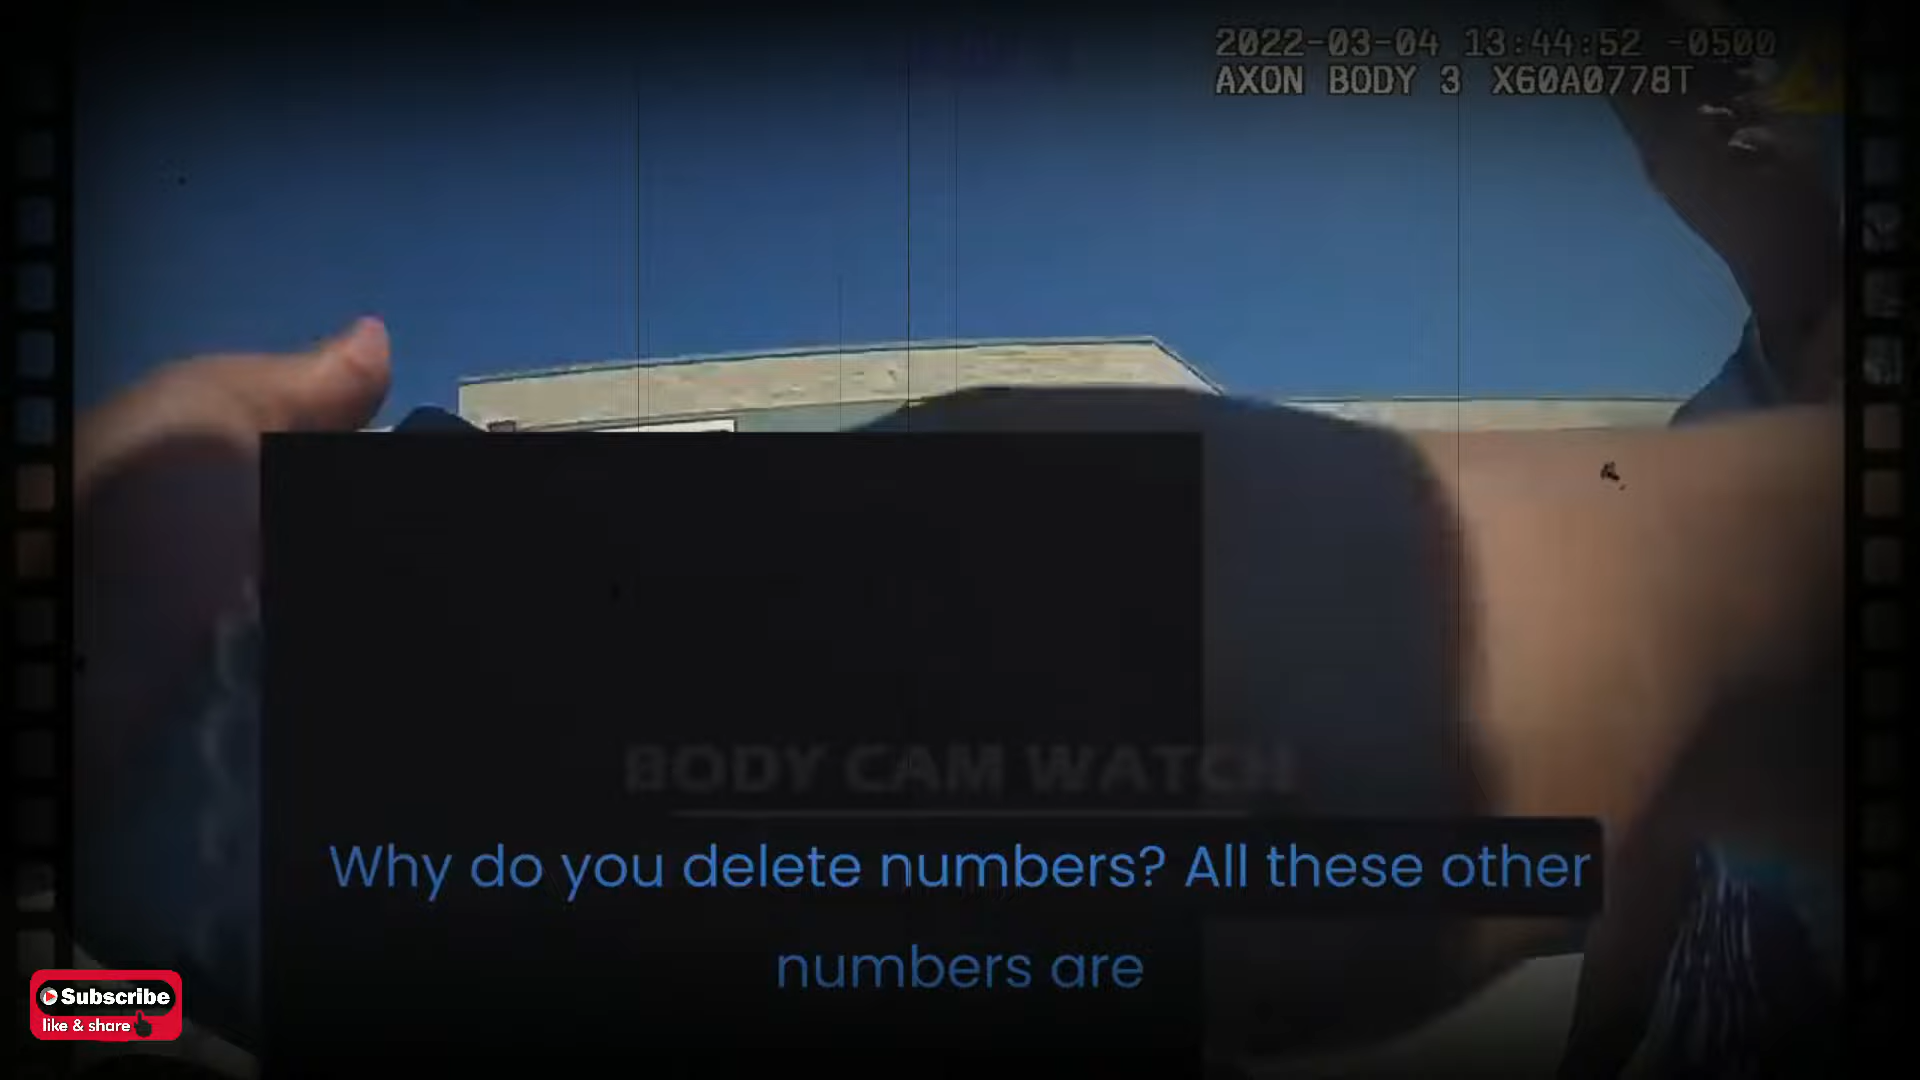 2022-03-04 13:44:52 -0500
AXON BODY 3 X60A0778T
BODY CAM WATCH
Why do you delete numbers? All these other
numbers are
Subscribe
like & share